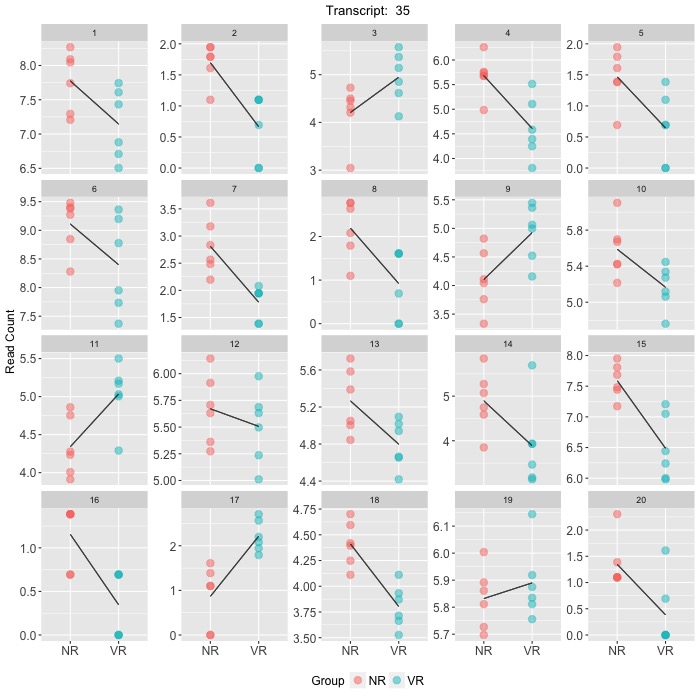 Transcript: 35
1 2 3 4 5
8.0 2.0 5 6.0 2.0
7.5 1.5 4 5.5 1.5
7.0 1.0 3 5.0 1.0
6.5 0.5 4.5 0.5
0.0 4.0 0.0
6 7 8 9 10
9.5 3.5 2 5.5 5.8
9.0 3.0 1 5.0 5.4
8.5 2.5 0 4.5 5.0
8.0 2.0 4.0
7.5 1.5 3.5
Read Count
11 12 13 14 15
5.5 6.00 5.6 5 8.0
5.0 5.75 5.2 4 7.5
4.5 5.50 4.8 7.0
4.0 5.25 4.4 6.5
5.00 6.0
16 17 18 19 20
1.0 2 4.75 6.1 2.0
0.5 1 4.50 6.0 1.5
0.0 0 4.25 5.9 1.0
4.00 5.8 0.5
3.75 5.7 0.0
3.50
NR VR NR VR NR VR NR VR NR VR
Group NR VR